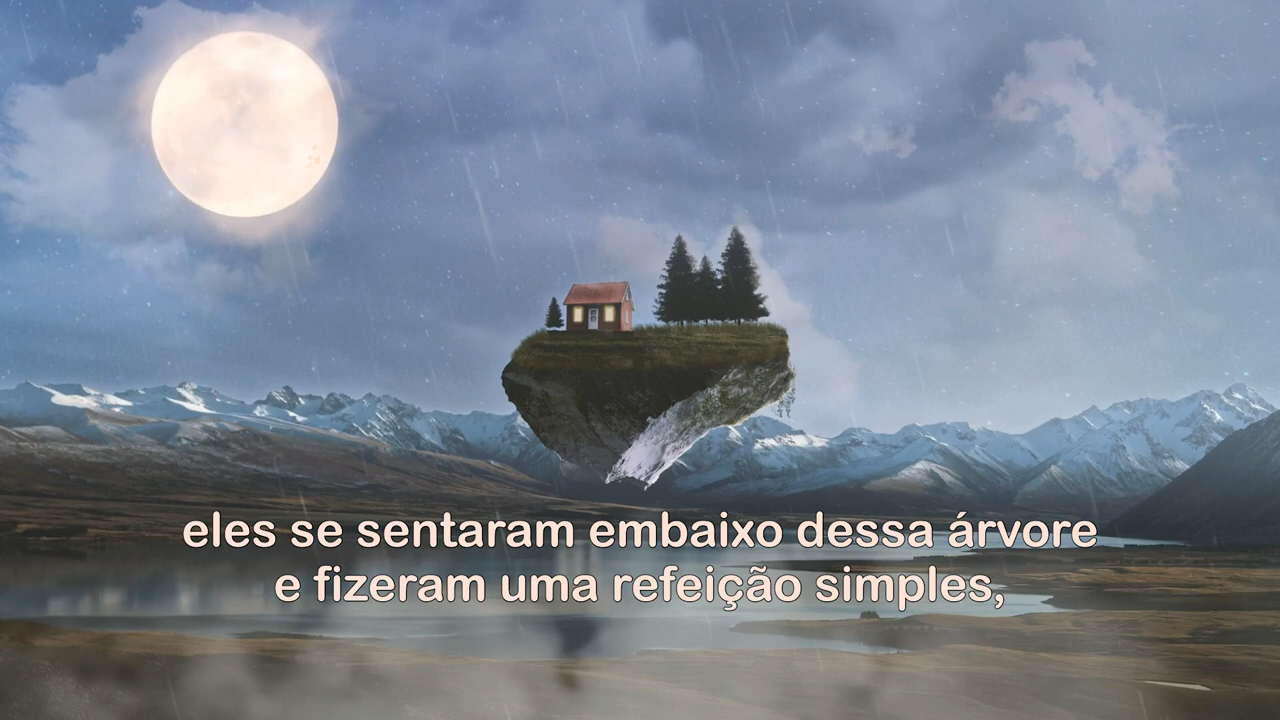 eles se sentaram embaixo dessa árvore
e fizeram uma refeição simples,